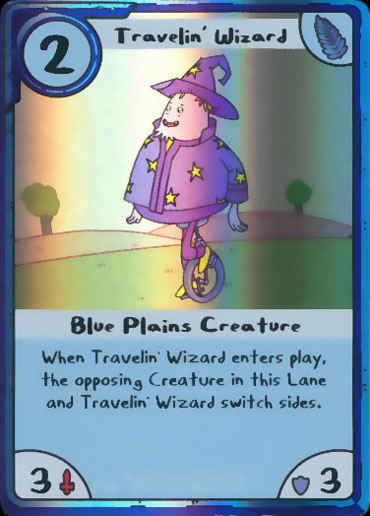 2
Travelin' Wizard
Blue Plains Creature
When Travelin' Wizard enters play,
the opposing Creature in this Lane
and Travelin' Wizard switch sides.
3
3